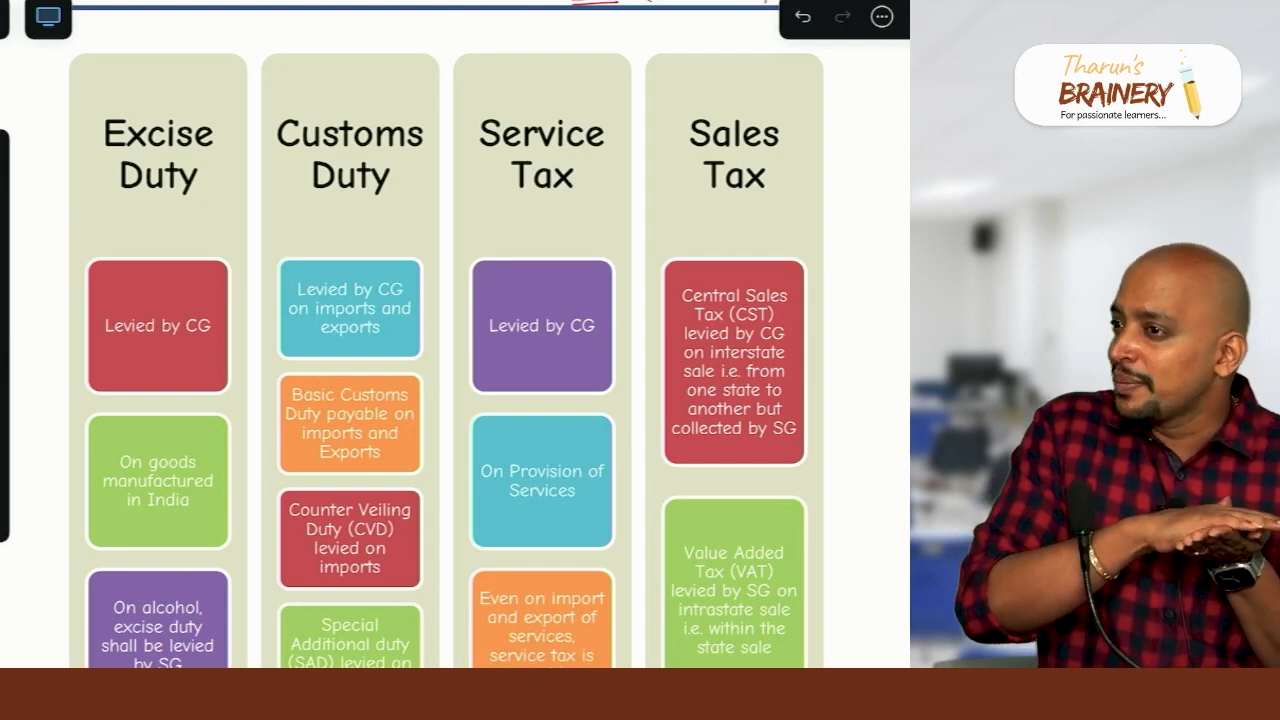 Excise
Duty
Levied by CG
On goods
manufactured
in India
On alcohol,
excise duty
shall be levied
by SG
Customs
Duty
Levied by CG
on imports and
exports
Basic Customs
Duty payable on
imports and
Exports
Counter Veiling
Duty (CVD)
levied on
imports
Special
Additional duty
(SAD) levied on
Service
Tax
Levied by CG
On Provision of
Services
Even on import
and export of
services,
service tax is
Sales
Tax
Central Sales
Tax (CST)
levied by CG
on interstate
sale i.e. from
one state to
another but
collected by SG
Value Added
Tax (VAT)
levied by SG on
intrastate sale
i.e. within the
state sale
Tharun's
BRAINERY
For passionate learners...